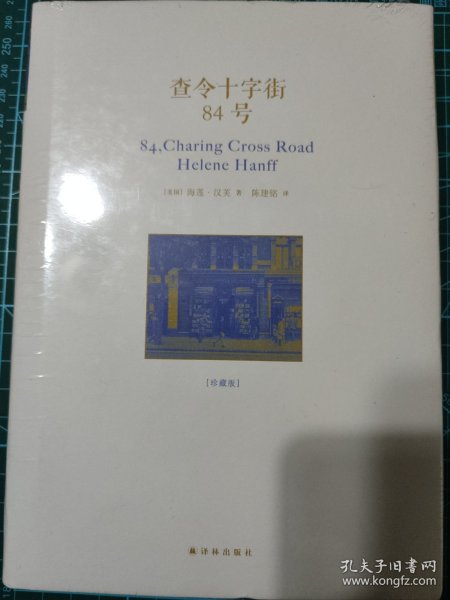 查令十字街
84 号
84,Charing Cross Road
Helene Hanff
［美国］海莲·汉芙 著 陈建铭 译
［珍藏版］
译林出版社
孔夫子旧书网
www.kongfz.com